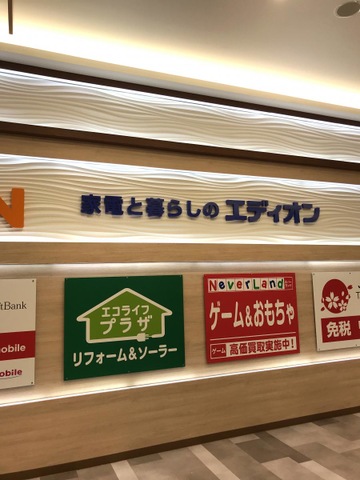 N
家電と暮らしの エディオン
ftBank
mobile
obile
エコライフ
プラザ
リフォーム&ソーラー
NeverLand
ゲーム&おもちゃ
ゲーム 高価買取実施中!
免税